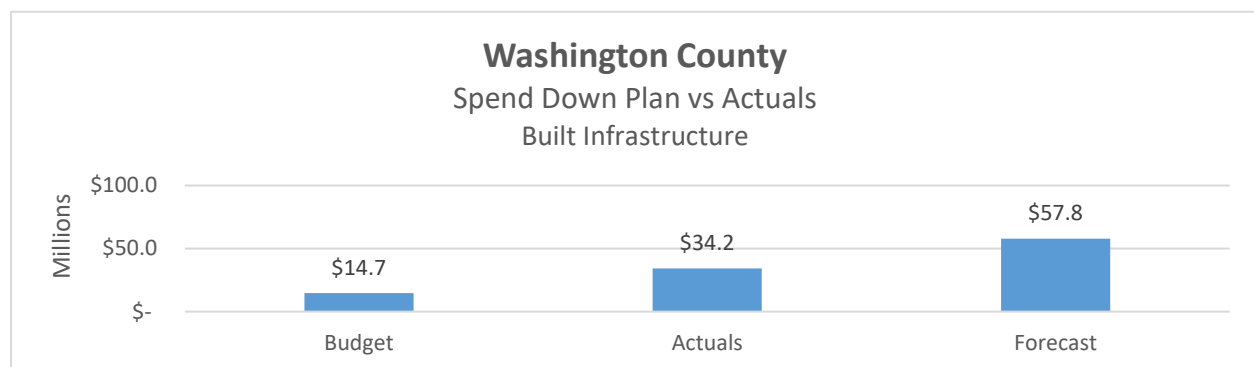 Washington County
Spend Down Plan vs Actuals
Built Infrastructure
Millions
$100.0
$50.0
$-
$14.7
$34.2
$57.8
Budget
Actuals
Forecast